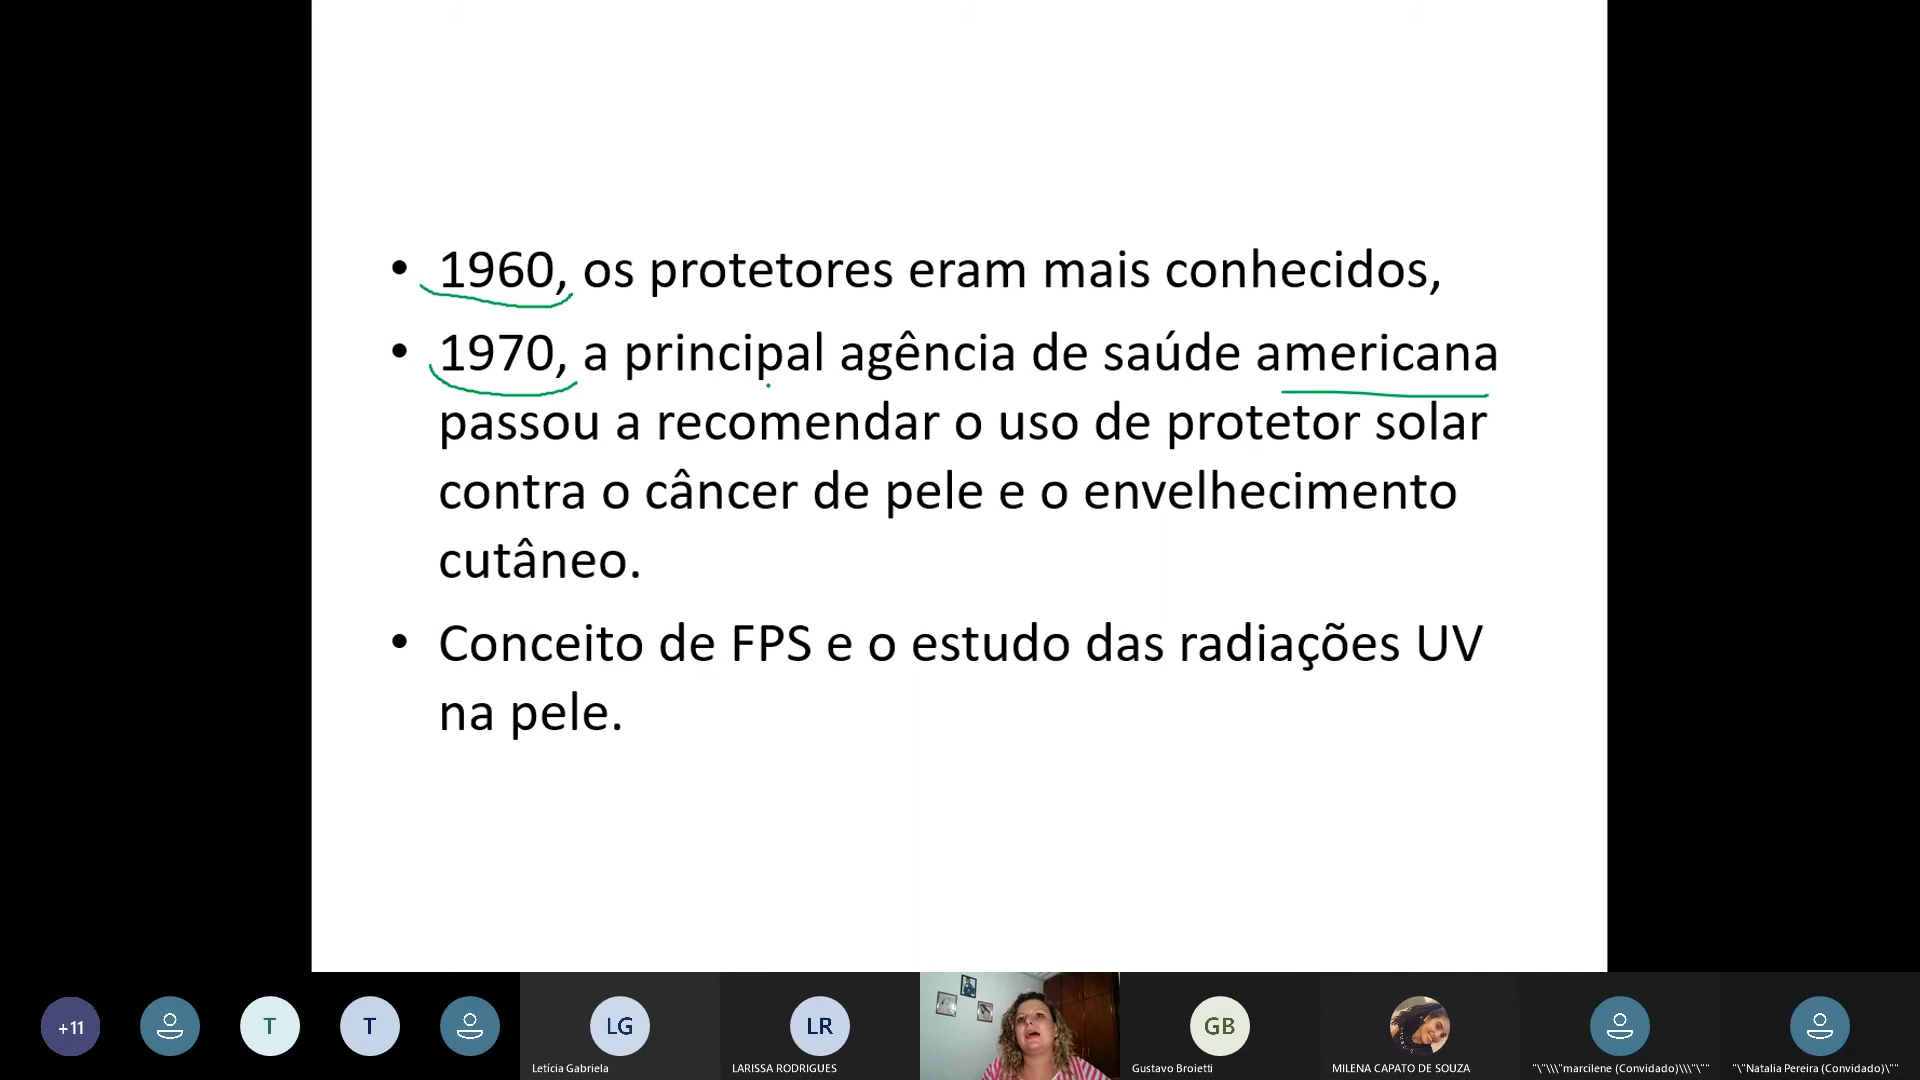 • 1960, os protetores eram mais conhecidos,
• 1970, a principal agência de saúde americana
passou a recomendar o uso de protetor solar
contra o câncer de pele e o envelhecimento
cutâneo.
• Conceito de FPS e o estudo das radiações UV
na pele.
+11
T
T
LG
LR
GB
Letícia Gabriela
LARISSA RODRIGUES
Gustavo Broietti
MILENA CAPATO DE SOUZA
"\"\\\"marcilene (Convidado)\\\"\""
"\"Natalia Pereira (Convidado)\""